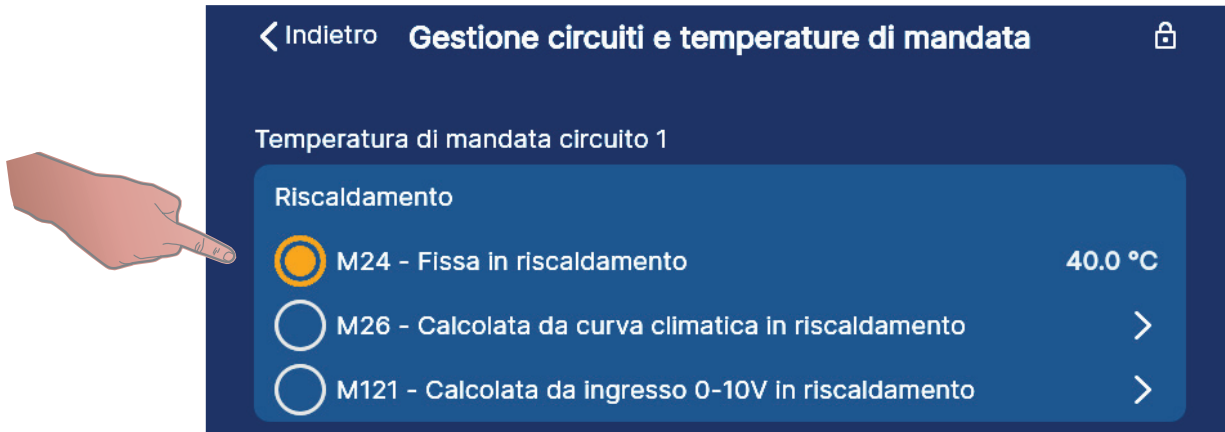 Indietro Gestione circuiti e temperature di mandata
Temperatura di mandata circuito 1
Riscaldamento
M24 - Fissa in riscaldamento 40.0 °C
M26 - Calcolata da curva climatica in riscaldamento
M121 - Calcolata da ingresso 0-10V in riscaldamento